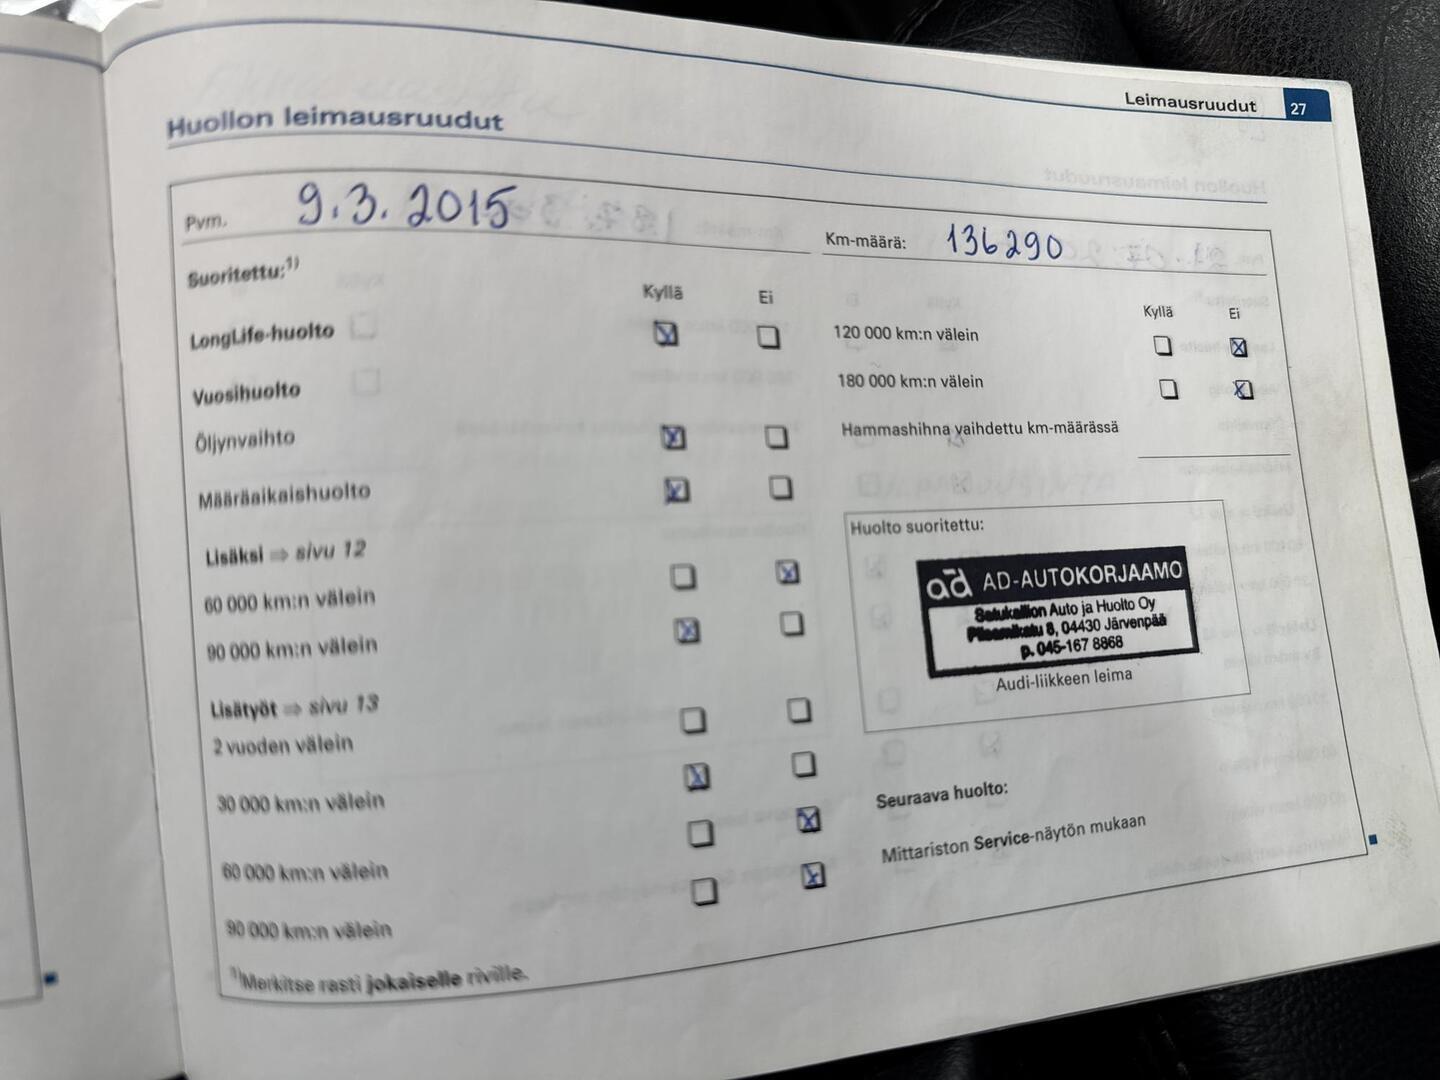 Leimausruudut 27
Huollon leimausruudut
Pvm. 9.3.2015
Km-määrä: 136290
Suoritettu:1)
Kyllä Ei
LongLife-huolto
Vuosihuolto
Öljynvaihto
Määräaikaishuolto
Lisäksi ⇒ sivu 12
60 000 km:n välein
90 000 km:n välein
Lisätyöt ⇒ sivu 13
2 vuoden välein
30 000 km:n välein
60 000 km:n välein
90 000 km:n välein
1)Merkitse rasti jokaiselle riville.
Kyllä Ei
120 000 km:n välein
180 000 km:n välein
Hammashihna vaihdettu km-määrässä
Huolto suoritettu:
ad AD-AUTOKORJAAMO
Satukallion Auto ja Huolto Oy
8, 04430 Järvenpää
p. 045-167 8868
Audi-liikkeen leima
Seuraava huolto:
Mittariston Service-näytön mukaan